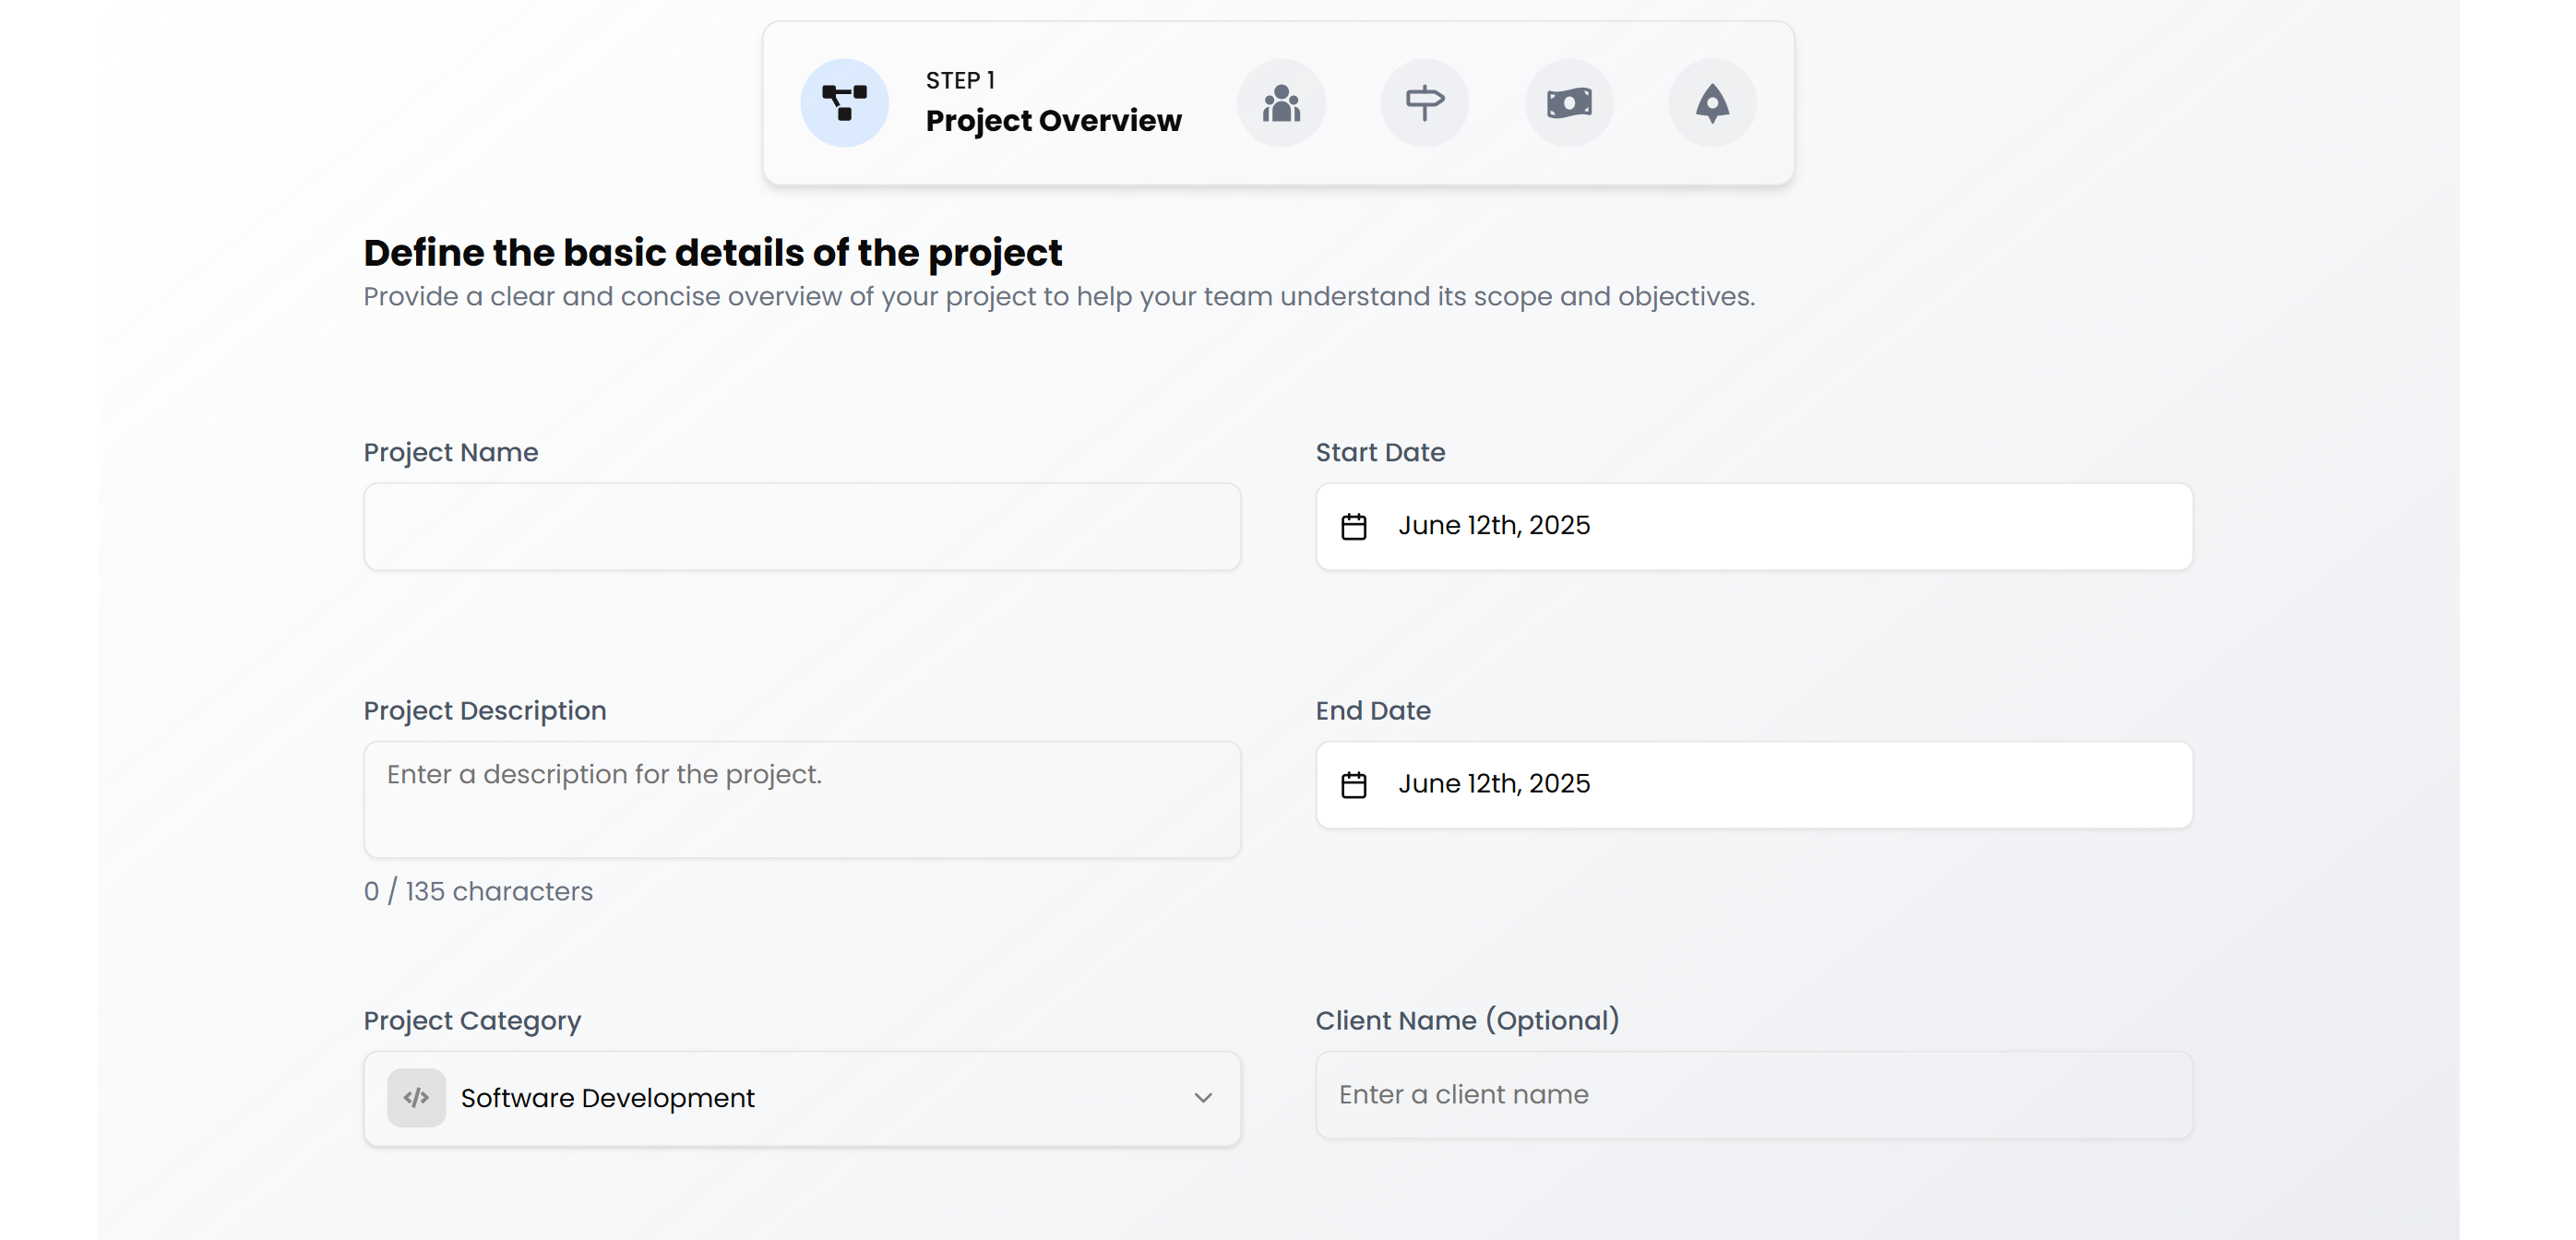 STEP 1
Project Overview
Define the basic details of the project
Provide a clear and concise overview of your project to help your team understand its scope and objectives.
Project Name
Start Date
June 12th, 2025
Project Description
Enter a description for the project.
0 / 135 characters
End Date
June 12th, 2025
Project Category
Software Development
Client Name (Optional)
Enter a client name